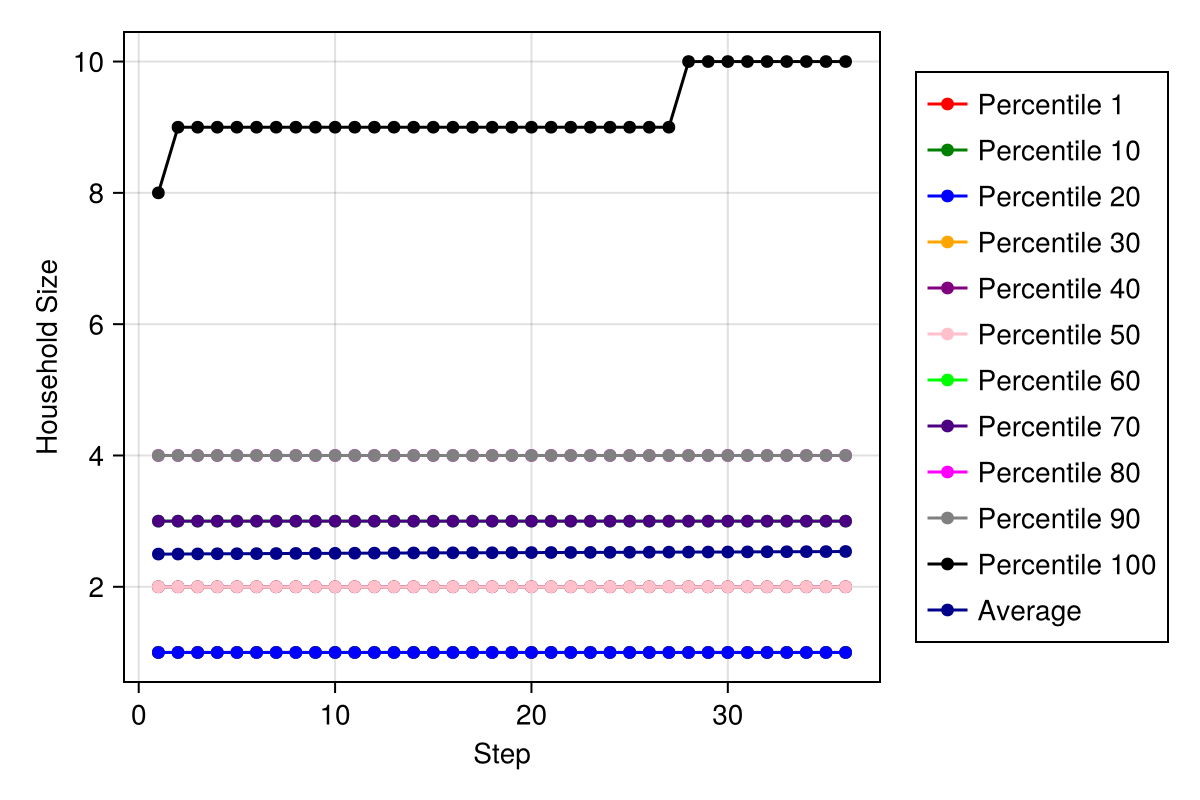 10
8
6
4
2
Household Size
0 10 20 30
Step
Percentile 1
Percentile 10
Percentile 20
Percentile 30
Percentile 40
Percentile 50
Percentile 60
Percentile 70
Percentile 80
Percentile 90
Percentile 100
Average